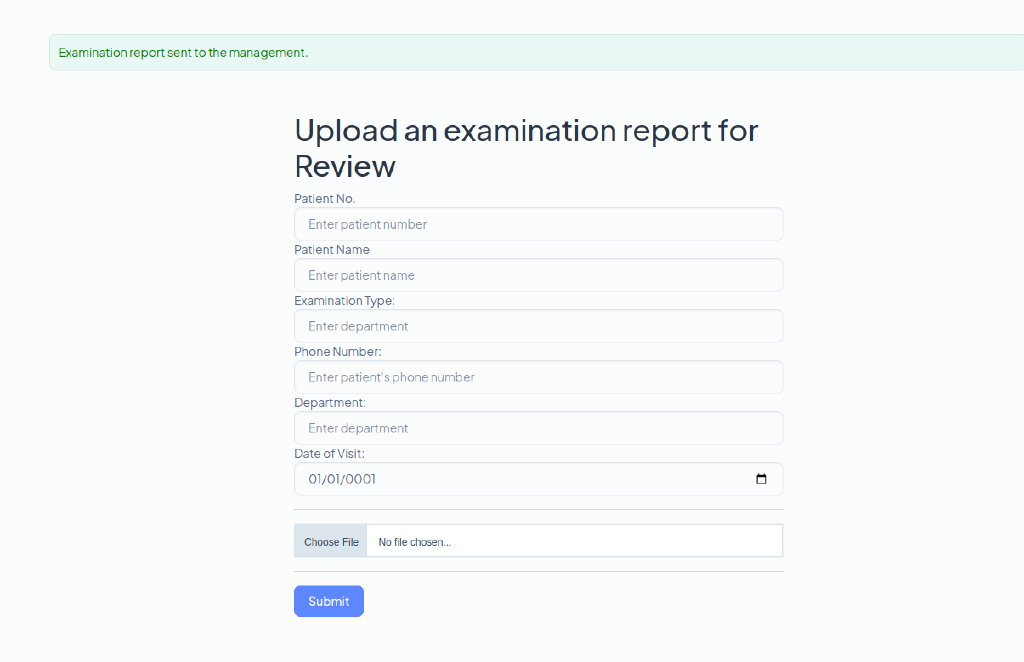 Examination report sent to the management.
Upload an examination report for
Review
Patient No.
Enter patient number
Patient Name
Enter patient name
Examination Type:
Enter department
Phone Number:
Enter patient's phone number
Department:
Enter department
Date of Visit:
01/01/0001
Choose File No file chosen...
Submit